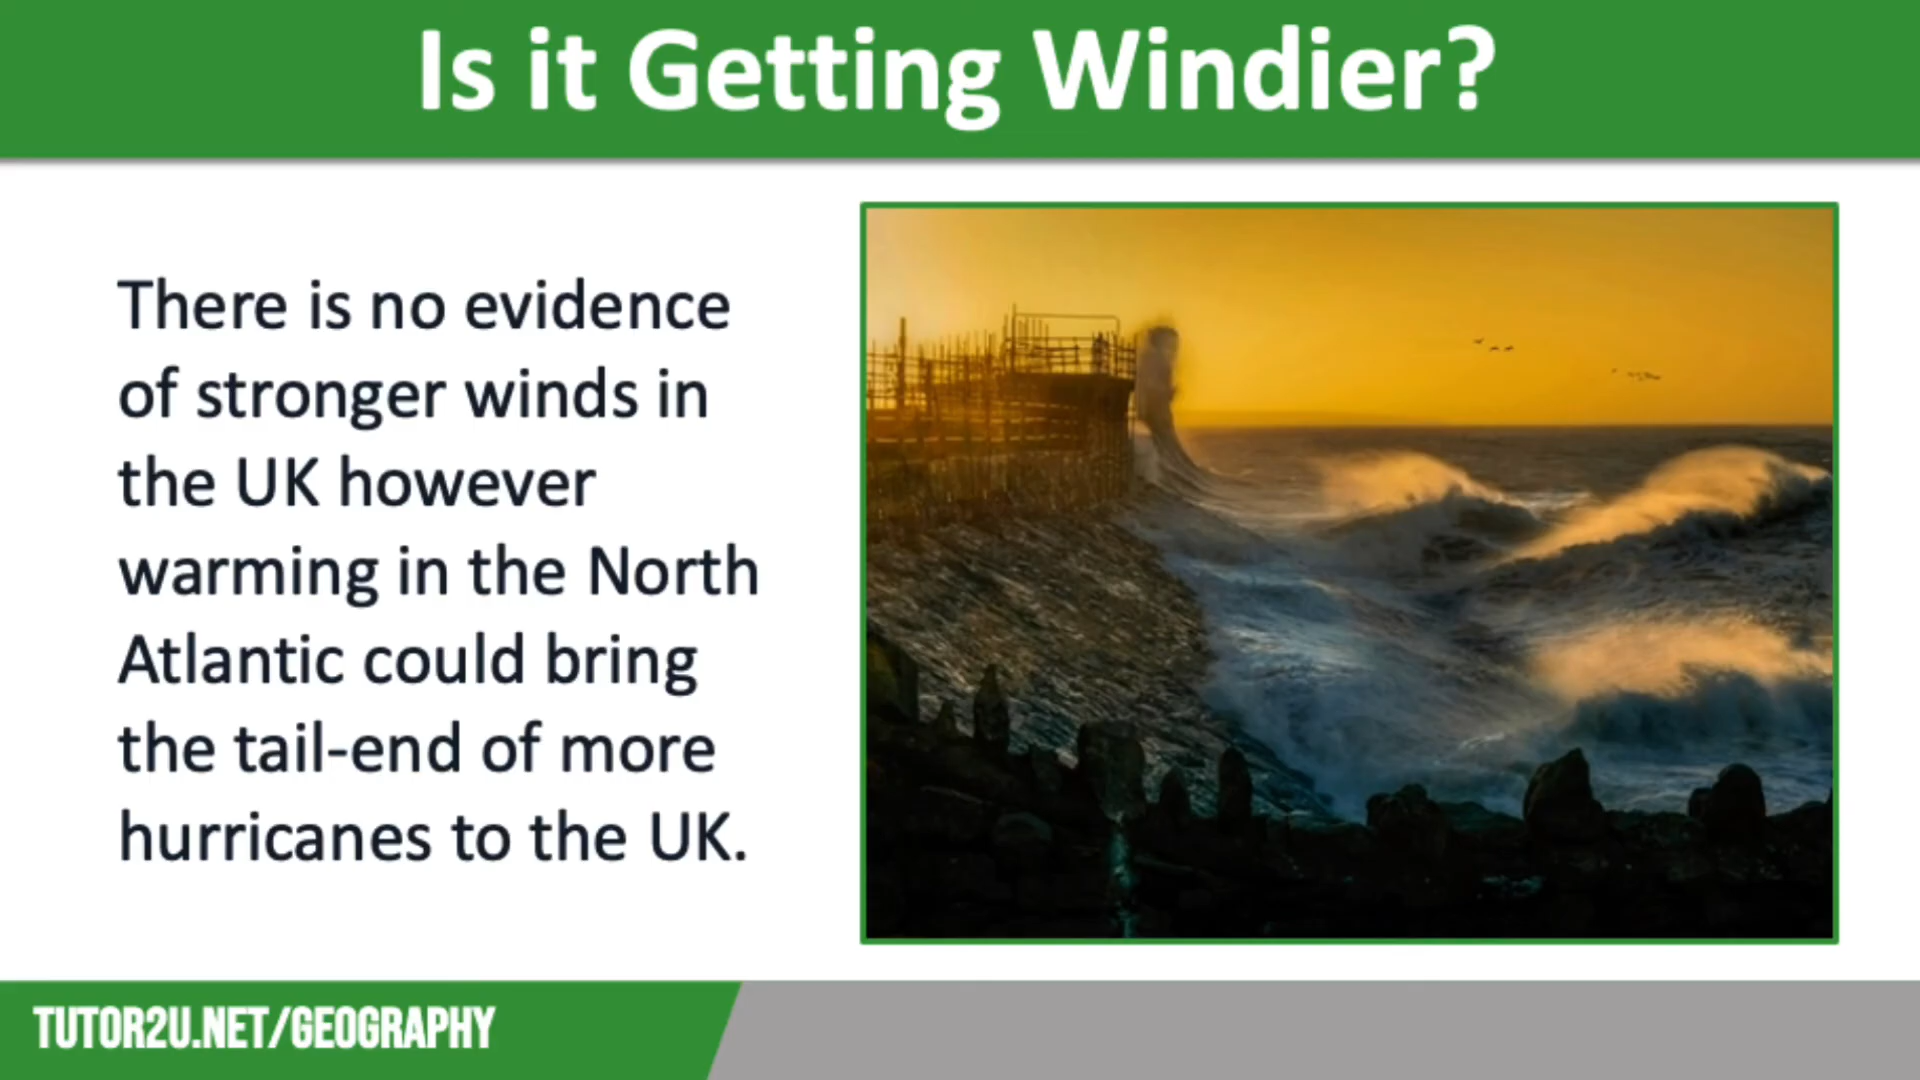 Is it Getting Windier?
There is no evidence
of stronger winds in
the UK however
warming in the North
Atlantic could bring
the tail-end of more
hurricanes to the UK.
TUTOR2U.NET/GEOGRAPHY